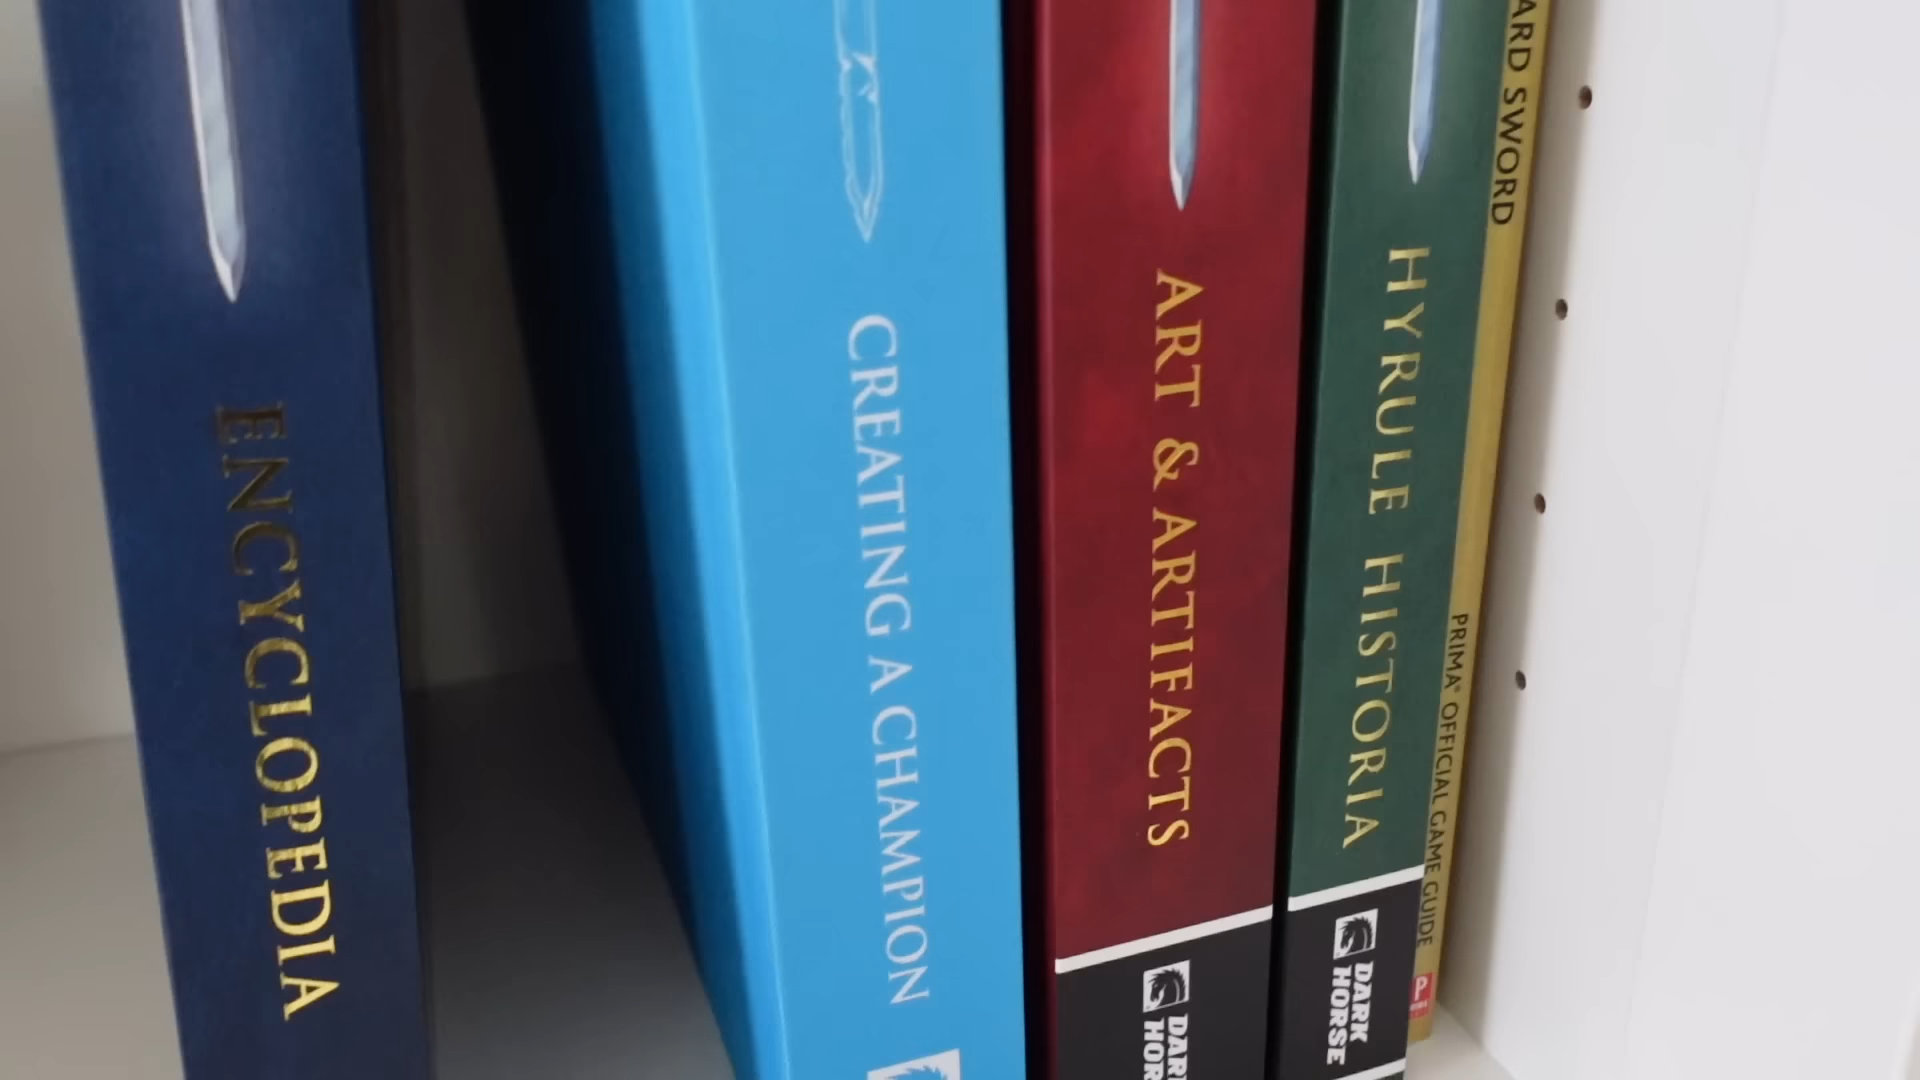 ENCYCLOPEDIA
CREATING A CHAMPION
ART & ARTIFACTS
DARK
HORSE
HYRULE HISTORIA
DARK
HORSE
ARD SWORD
PRIMA® OFFICIAL GAME GUIDE
P